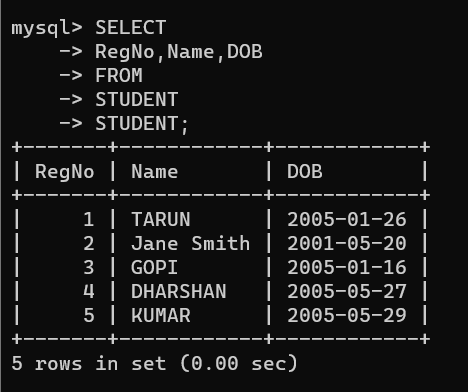 mysql> SELECT
    -> RegNo,Name,DOB
    -> FROM
    -> STUDENT
    -> STUDENT;
+-------+------------+------------+
| RegNo | Name       | DOB        |
+-------+------------+------------+
|     1 | TARUN      | 2005-01-26 |
|     2 | Jane Smith | 2001-05-20 |
|     3 | GOPI       | 2005-01-16 |
|     4 | DHARSHAN   | 2005-05-27 |
|     5 | KUMAR      | 2005-05-29 |
+-------+------------+------------+
5 rows in set (0.00 sec)